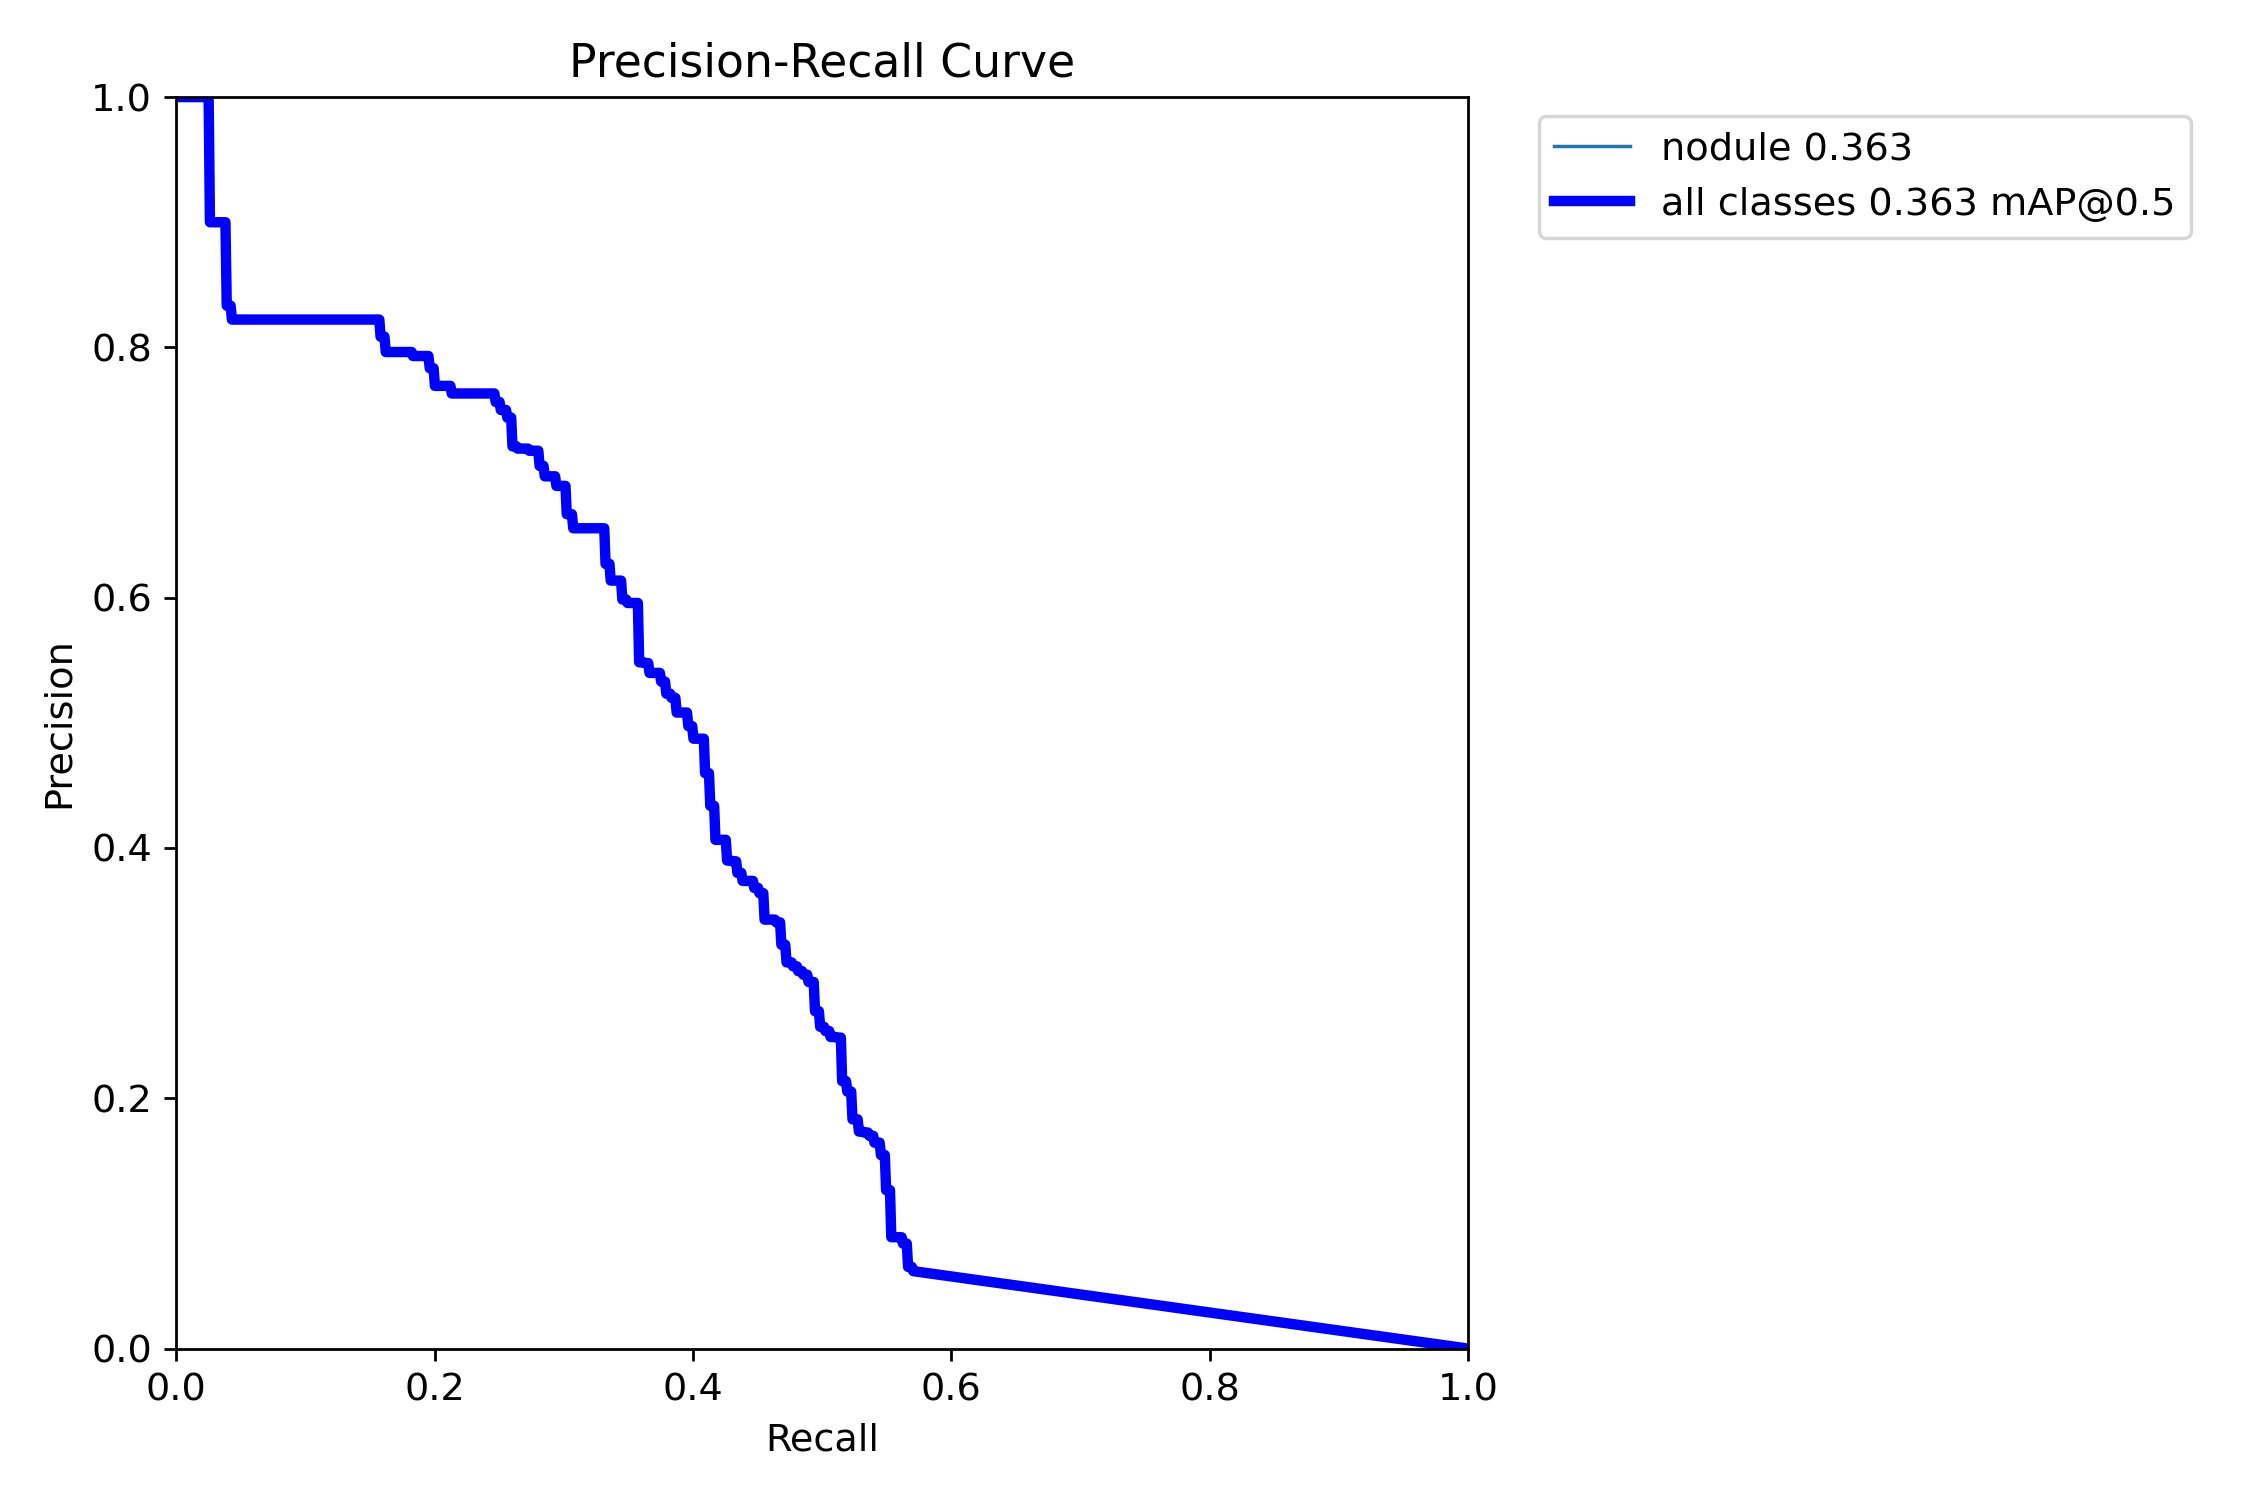 Precision-Recall Curve
1.0
0.8
0.6
0.4
0.2
0.0
Precision
0.0 0.2 0.4 0.6 0.8 1.0
Recall
nodule 0.363
all classes 0.363 mAP@0.5